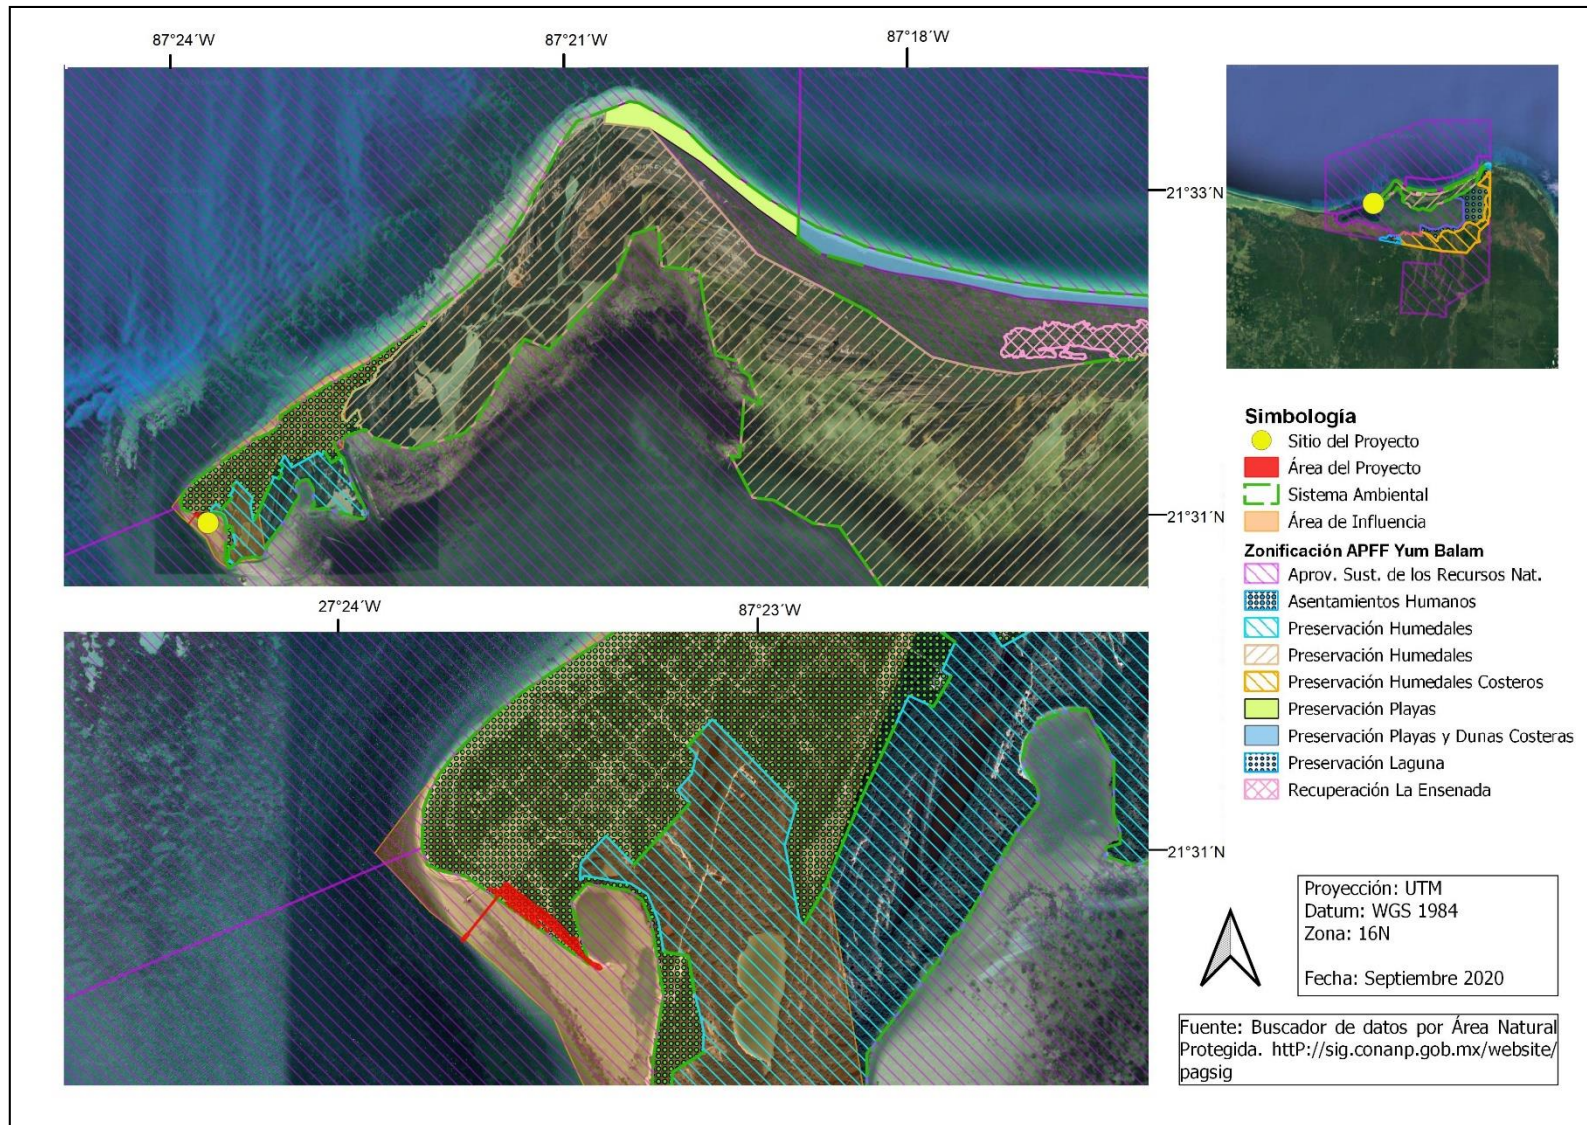 87°24´W
87°21´W
87°18´W
21°33´N
21°31´N
27°24´W
87°23´W
21°31´N
Simbología
Sitio del Proyecto
Área del Proyecto
Sistema Ambiental
Área de Influencia
Zonificación APFF Yum Balam
Aprov. Sust. de los Recursos Nat.
Asentamientos Humanos
Preservación Humedales
Preservación Humedales
Preservación Humedales Costeros
Preservación Playas
Preservación Playas y Dunas Costeras
Preservación Laguna
Recuperación La Ensenada
Proyección: UTM
Datum: WGS 1984
Zona: 16N
Fecha: Septiembre 2020
Fuente: Buscador de datos por Área Natural
Protegida. httP://sig.conanp.gob.mx/website/
pagsig